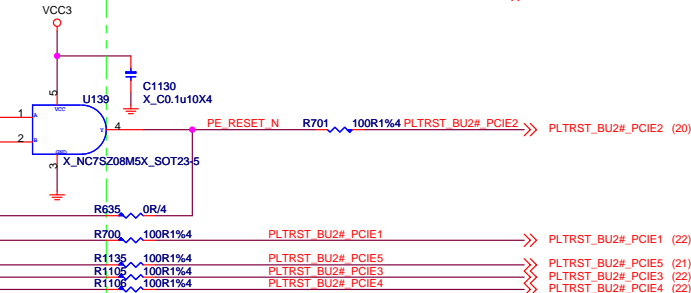 VCC3
C1130
X_C0.1u10X4
U139
5
VCC
1
A
Y
4
2
B
GND
3
X_NC7SZ08M5X_SOT23-5
PE_RESET_N
R701
100R1%4
PLTRST_BU2#_PCIE2
PLTRST_BU2#_PCIE2 (20)
R635 0R/4
R700 100R1%4 PLTRST_BU2#_PCIE1 PLTRST_BU2#_PCIE1 (22)
R1135 100R1%4 PLTRST_BU2#_PCIE5 PLTRST_BU2#_PCIE5 (21)
R1105 100R1%4 PLTRST_BU2#_PCIE3 PLTRST_BU2#_PCIE3 (22)
R1106 100R1%4 PLTRST_BU2#_PCIE4 PLTRST_BU2#_PCIE4 (22)